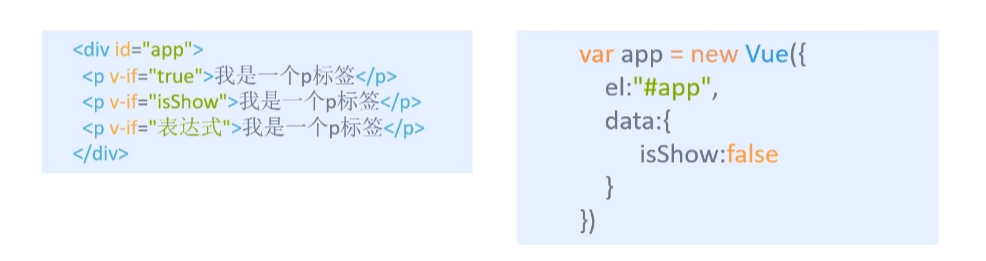 <div id="app">
<p v-if="true">我是一个p标签</p>
<p v-if="isShow">我是一个p标签</p>
<p v-if="表达式">我是一个p标签</p>
</div>
var app = new Vue({
el:"#app",
data:{
isShow:false
}
})